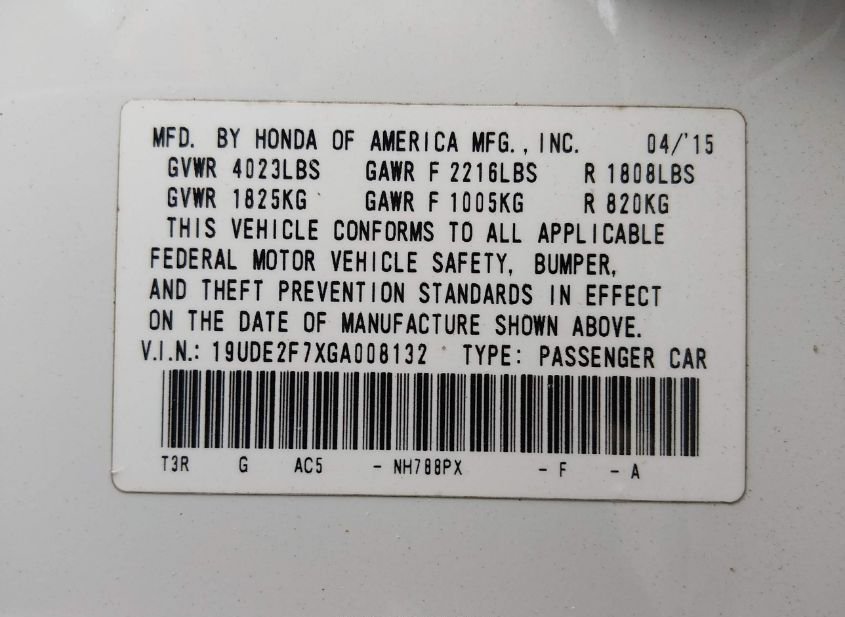 MFD. BY HONDA OF AMERICA MFG., INC. 04/'15
GVWR 4023LBS GAWR F 2216LBS R 1808LBS
GVWR 1825KG GAWR F 1005KG R 820KG
THIS VEHICLE CONFORMS TO ALL APPLICABLE
FEDERAL MOTOR VEHICLE SAFETY, BUMPER,
AND THEFT PREVENTION STANDARDS IN EFFECT
ON THE DATE OF MANUFACTURE SHOWN ABOVE.
V.I.N.: 19UDE2F7XGA008132 TYPE: PASSENGER CAR
T3R G AC5 - NH788PX - F - A